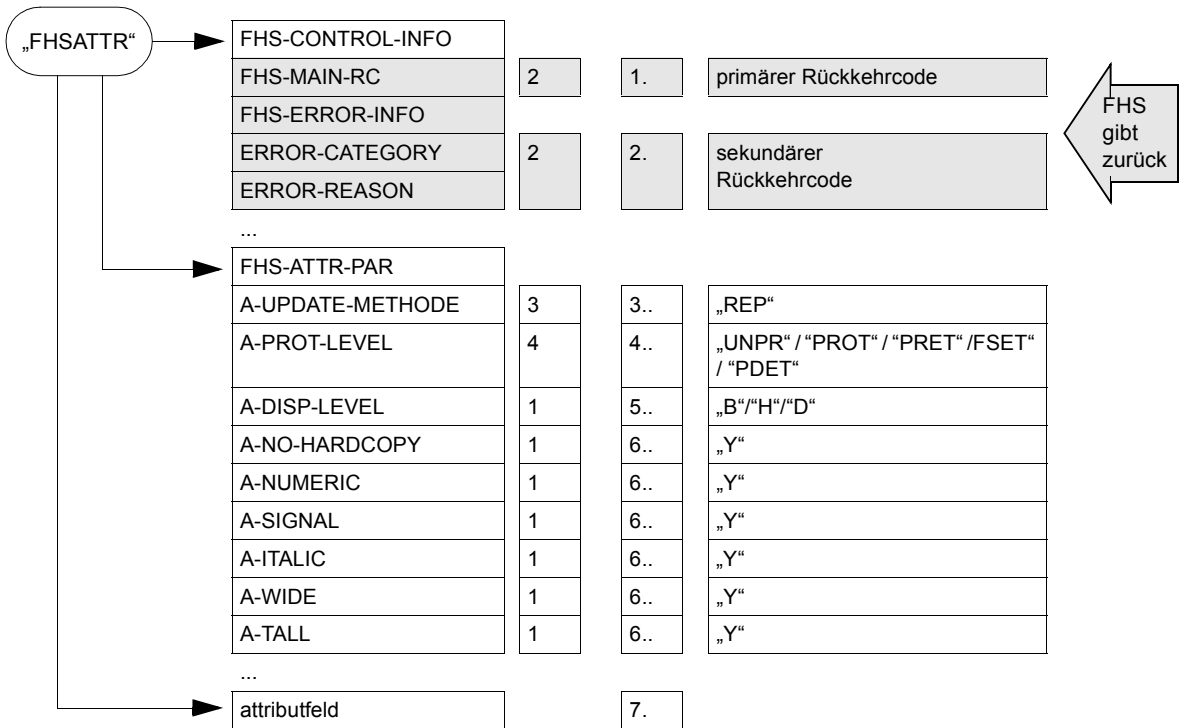 „FHSATTR“
FHS-CONTROL-INFO
FHS-MAIN-RC 2 1. primärer Rückkehrcode
FHS-ERROR-INFO
ERROR-CATEGORY 2 2. sekundärer
Rückkehrcode
ERROR-REASON
FHS
gibt
zurück
...
FHS-ATTR-PAR
A-UPDATE-METHODE 3 3.. „REP“
A-PROT-LEVEL 4 4.. „UNPR“ / “PROT“ / “PRET“ /FSET“
/ “PDET“
A-DISP-LEVEL 1 5.. „B“/“H“/“D“
A-NO-HARDCOPY 1 6.. „Y“
A-NUMERIC 1 6.. „Y“
A-SIGNAL 1 6.. „Y“
A-ITALIC 1 6.. „Y“
A-WIDE 1 6.. „Y“
A-TALL 1 6.. „Y“
...
attributfeld 7.